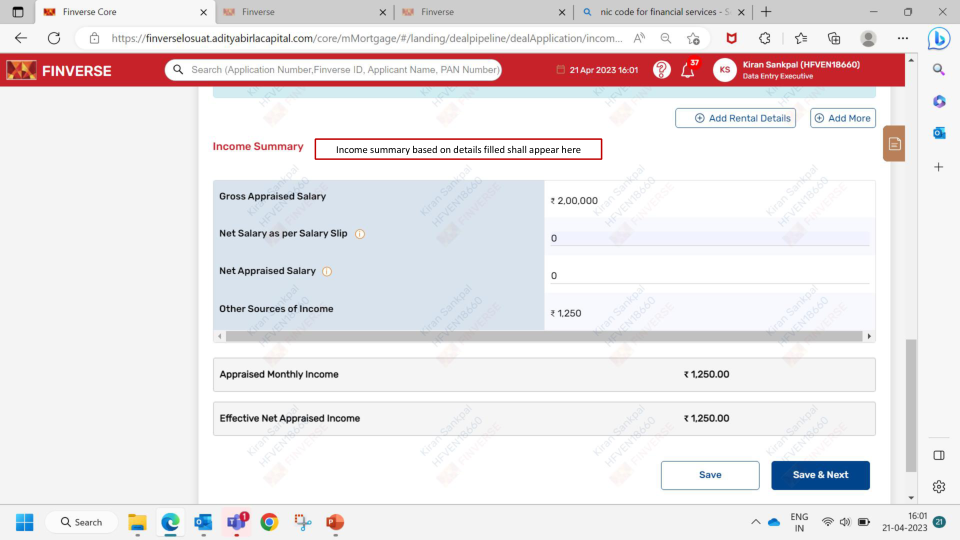 Finverse Core
Finverse
Finverse
nic code for financial services - S
https://finverselosuat.adityabirlacapital.com/core/mMortgage/#/landing/dealpipeline/dealApplication/incom...
FINVERSE
Search (Application Number,Finverse ID, Applicant Name, PAN Number)
21 Apr 2023 16:01
37
KS
Kiran Sankpal (HFVEN18660)
Data Entry Executive
Add Rental Details
Add More
Income Summary
Income summary based on details filled shall appear here
Gross Appraised Salary
₹ 2,00,000
Net Salary as per Salary Slip
0
Net Appraised Salary
0
Other Sources of Income
₹ 1,250
Appraised Monthly Income
₹ 1,250.00
Effective Net Appraised Income
₹ 1,250.00
Save
Save & Next
Kiran Sankpal
HFVEN18660
FINVERSE
Search
1
ENG
IN
16:01
21-04-2023
21